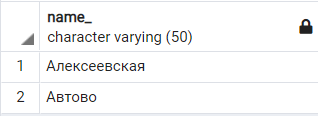 name_
character varying (50)
1 Алексеевская
2 Автово